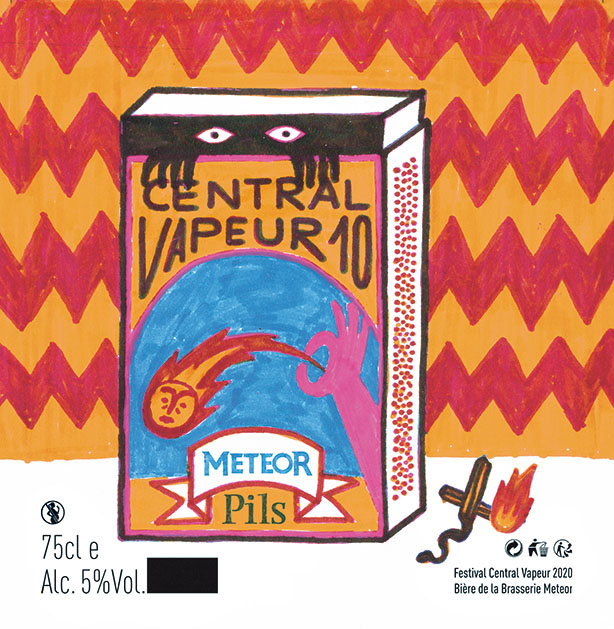 CENTRAL
VAPEUR 10
METEOR
Pils
75cl e
Alc. 5%Vol.
Festival Central Vapeur 2020
Bière de la Brasserie Meteor